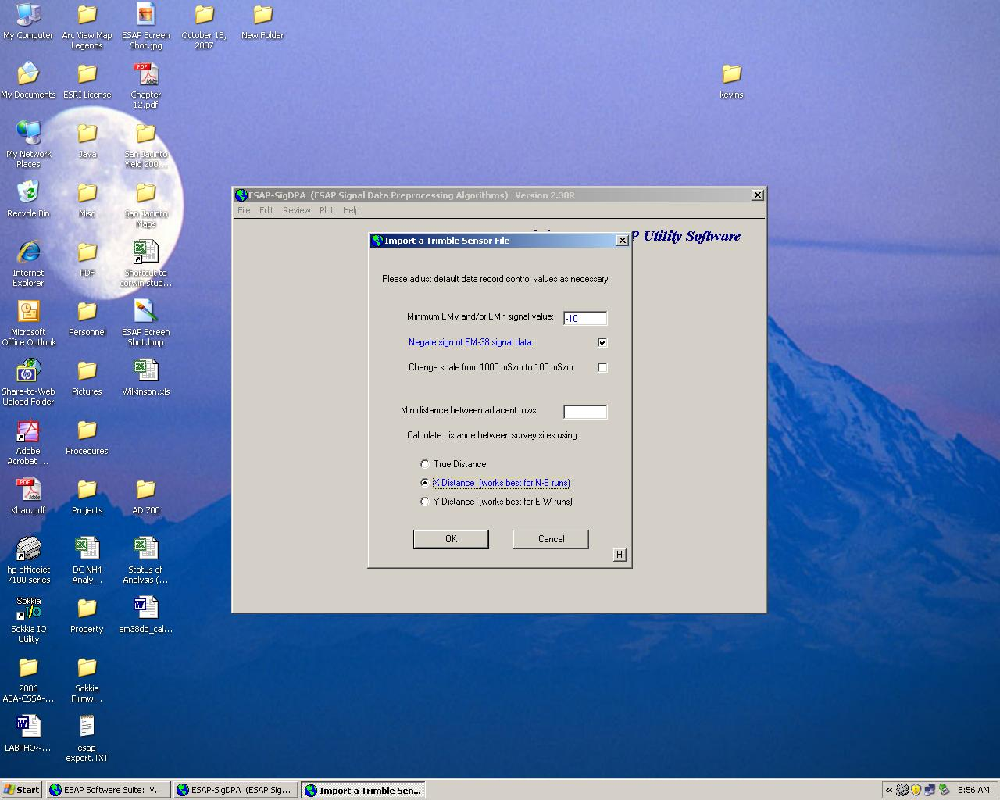 My Computer
Arc View Map
Legends
ESAP Screen
Shot.jpg
October 15,
2007
New Folder
My Documents
ESRI License
Chapter
12.pdf
kevins
My Network
Places
Java
San Jacinto
Yield 200...
Recycle Bin
Misc
San Jacinto
Maps
Internet
Explorer
PDF
Shortcut to
corwin stud...
Microsoft
Office Outlook
Personnel
ESAP Screen
Shot.bmp
Share-to-Web
Upload Folder
Pictures
Wilkinson.xls
Adobe
Acrobat ...
Procedures
Khan.pdf
Projects
AD 700
hp officejet
7100 series
DC NH4
Analy...
Status of
Analysis (...
Sokkia
I/O
Sokkia IO
Utility
Property
em38dd_cal...
2006
ASA-CSSA-...
Sokkia
Firmw...
LABPHO~...
esap
export.TXT
ESAP-SigDPA (ESAP Signal Data Preprocessing Algorithms) Version 2.30R
File Edit Review Plot Help
P Utility Software
Import a Trimble Sensor File
Please adjust default data record control values as necessary:
Minimum EMv and/or EMh signal value: -10
Negate sign of EM-38 signal data:
Change scale from 1000 mS/m to 100 mS/m:
Min distance between adjacent rows:
Calculate distance between survey sites using:
True Distance
X Distance (works best for N-S runs)
Y Distance (works best for E-W runs)
OK
Cancel
H
Start
ESAP Software Suite: V...
ESAP-SigDPA (ESAP Sig...
Import a Trimble Sen...
«
8:56 AM